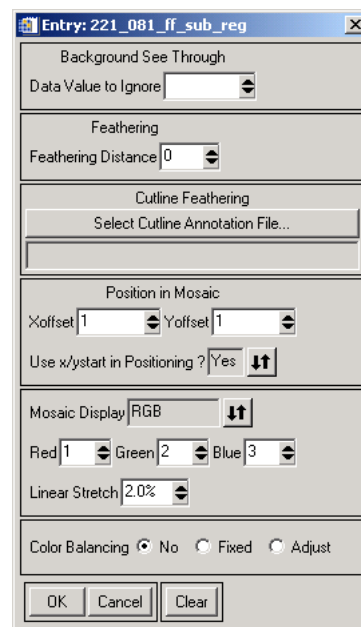 Entry: 221_081_ff_sub_reg
Background See Through
Data Value to Ignore
Feathering
Feathering Distance 0
Cutline Feathering
Select Cutline Annotation File...
Position in Mosaic
Xoffset 1 Yoffset 1
Use x/ystart in Positioning ? Yes
Mosaic Display RGB
Red 1 Green 2 Blue 3
Linear Stretch 2.0%
Color Balancing No Fixed Adjust
OK Cancel Clear